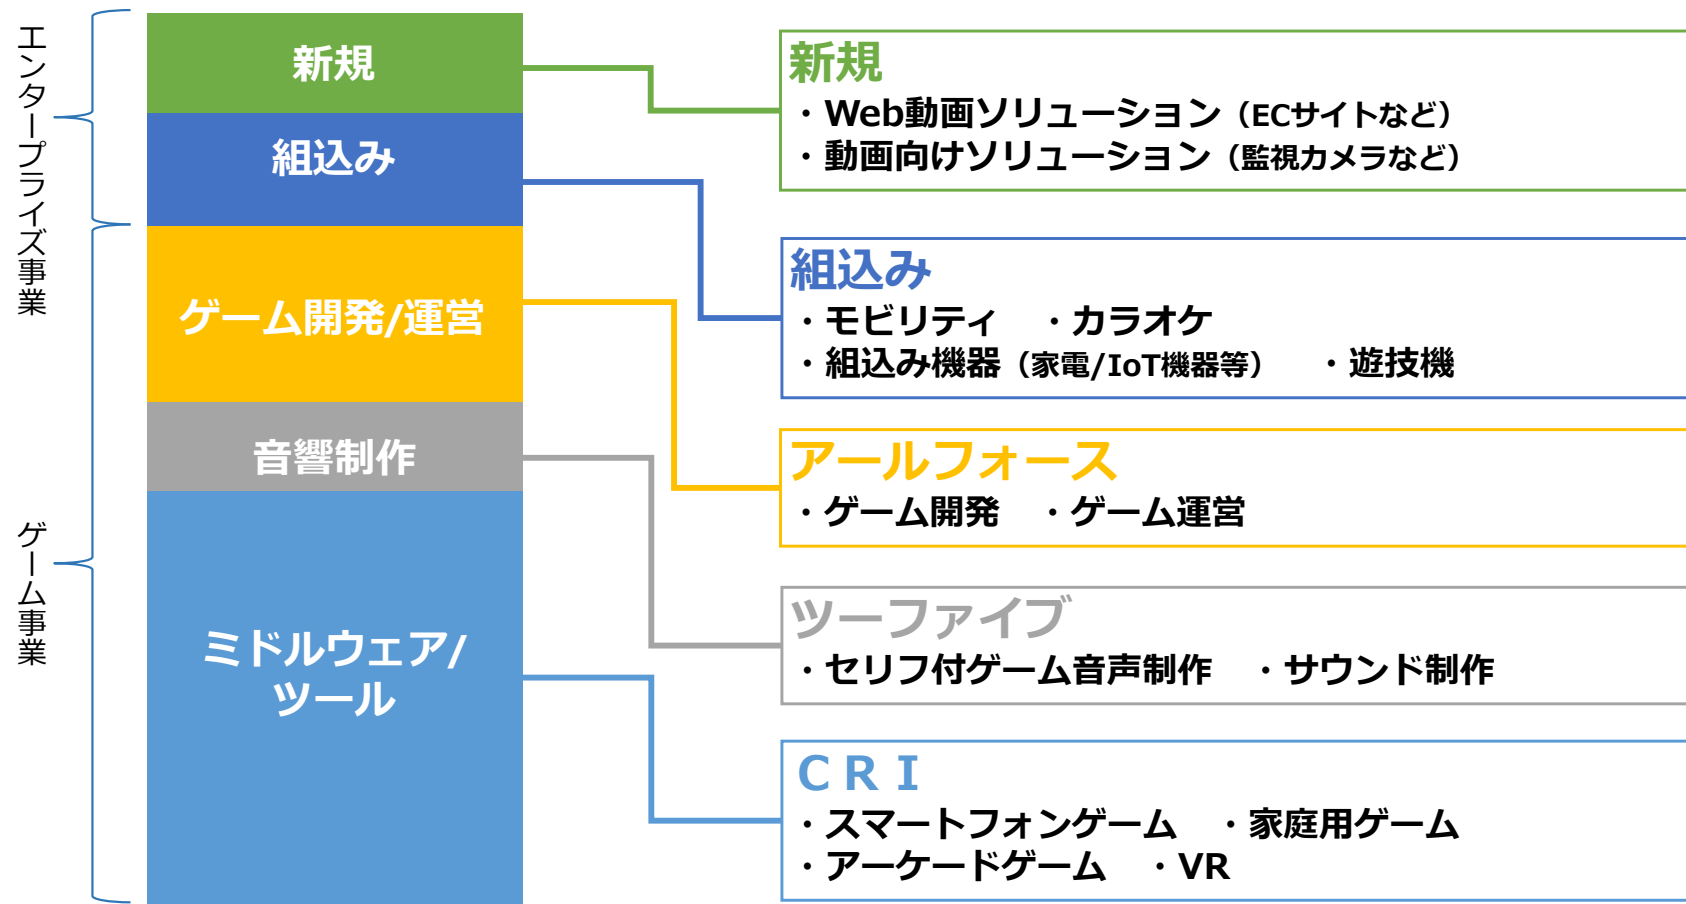 エンタープライズ事業
ゲーム事業
新規
組込み
ゲーム開発/運営
音響制作
ミドルウェア/
ツール
新規
・Web動画ソリューション（ECサイトなど）
・動画向けソリューション（監視カメラなど）
組込み
・モビリティ　・カラオケ
・組込み機器（家電/IoT機器等）　・遊技機
アールフォース
・ゲーム開発　・ゲーム運営
ツーファイブ
・セリフ付ゲーム音声制作　・サウンド制作
ＣＲＩ
・スマートフォンゲーム　・家庭用ゲーム
・アーケードゲーム　・VR